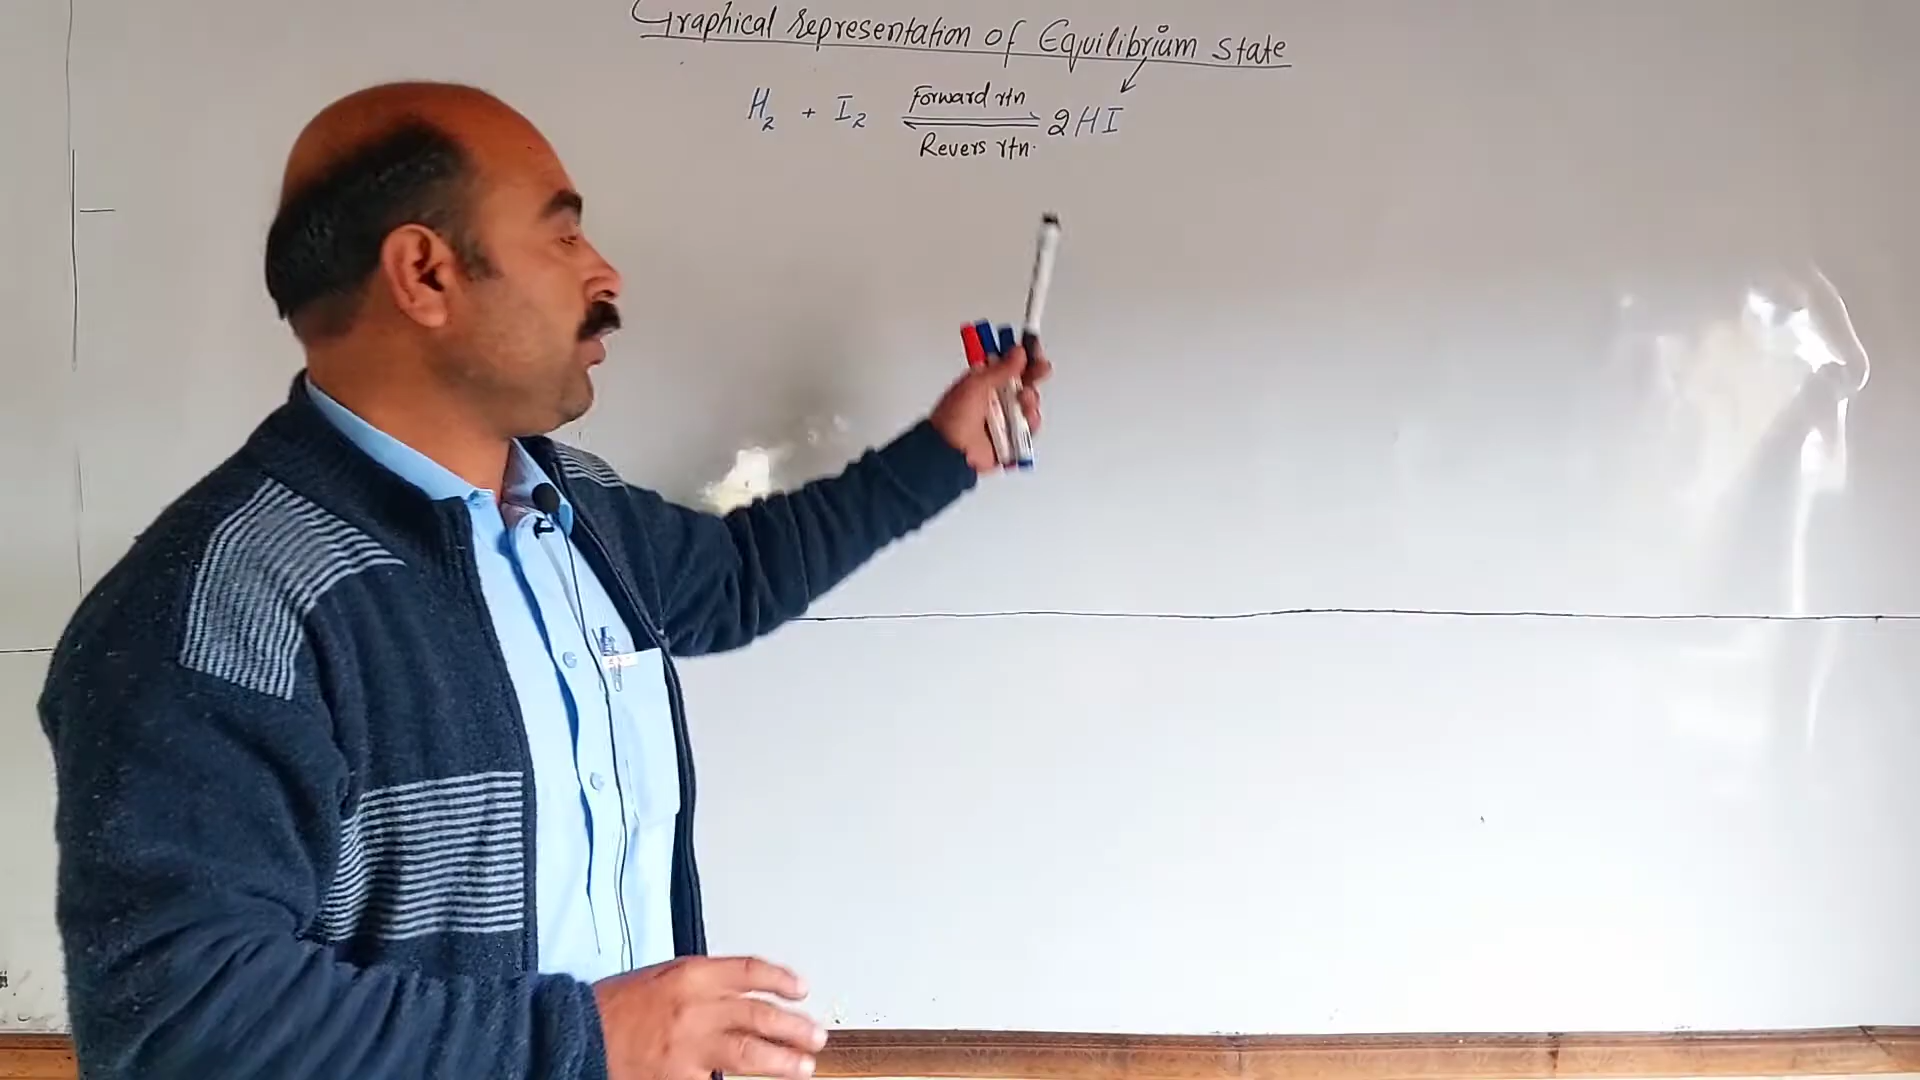 Graphical representation of Equilibrium state
H₂ + I₂ Forward rtn ⇌ 2HI
Revers rtn.